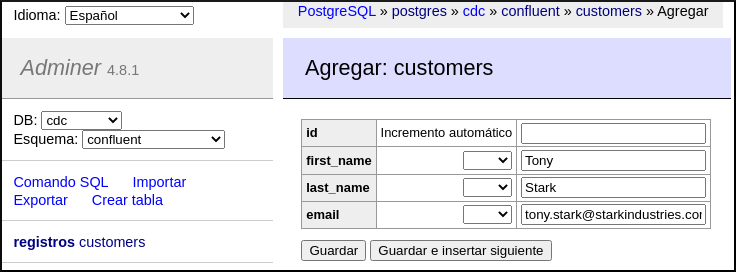 Idioma: Español
PostgreSQL » postgres » cdc » confluent » customers » Agregar
Adminer 4.8.1
Agregar: customers
DB: cdc
Esquema: confluent
Comando SQL Importar
Exportar Crear tabla
registros customers
id Incremento automático
first_name Tony
last_name Stark
email tony.stark@starkindustries.co
Guardar Guardar e insertar siguiente